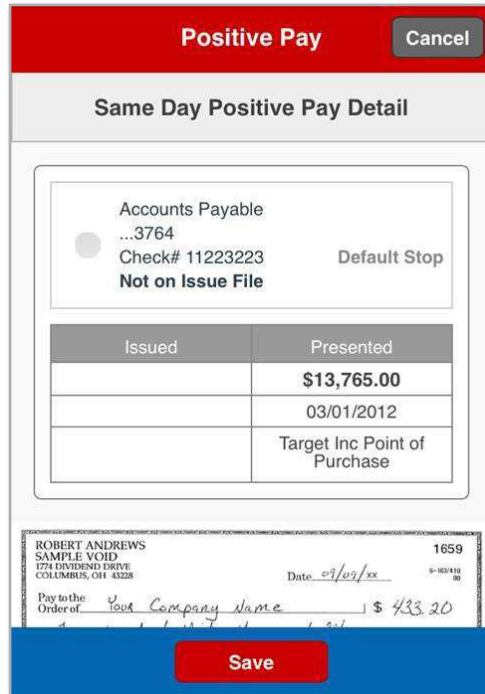 Positive Pay
Cancel
Same Day Positive Pay Detail
Accounts Payable
...3764
Check# 11223223
Default Stop
Not on Issue File
Issued
Presented
$13,765.00
03/01/2012
Target Inc Point of
Purchase
ROBERT ANDREWS
1659
SAMPLE VOID
1774 DIVIDEND DRIVE
COLUMBUS, OH 43228
Date 09/09/xx
Pay to the
Order of Your Company Name $ 433.20
Save